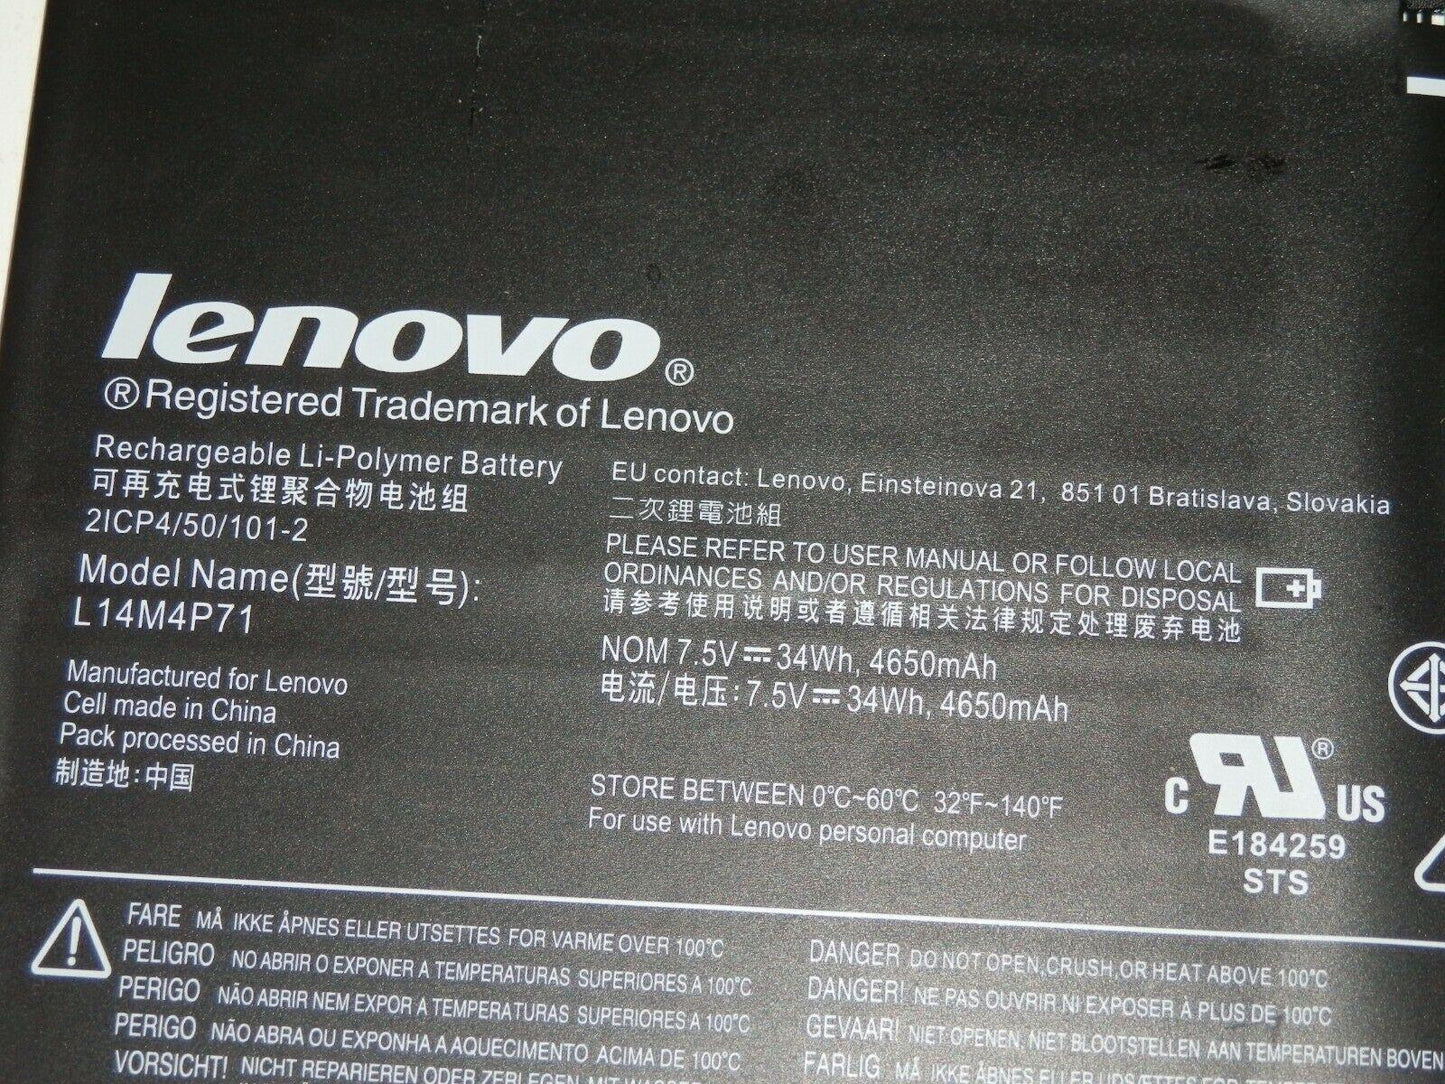 lenovo®
®Registered Trademark of Lenovo
Rechargeable Li-Polymer Battery
可再充电式锂聚合物电池组
2ICP4/50/101-2
Model Name(型號/型号):
L14M4P71
Manufactured for Lenovo
Cell made in China
Pack processed in China
制造地:中国
EU contact: Lenovo, Einsteinova 21, 851 01 Bratislava, Slovakia
二次鋰電池組
PLEASE REFER TO USER MANUAL OR FOLLOW LOCAL
ORDINANCES AND/OR REGULATIONS FOR DISPOSAL
请参考使用说明或者遵循相关法律规定处理废弃电池
NOM 7.5V⎓34Wh, 4650mAh
电流/电压:7.5V⎓34Wh, 4650mAh
STORE BETWEEN 0°C~60°C 32°F~140°F
For use with Lenovo personal computer
C RU® US
E184259
STS
FARE MÅ IKKE ÅPNES ELLER UTSETTES FOR VARME OVER 100°C
PELIGRO NO ABRIR O EXPONER A TEMPERATURAS SUPERIORES A 100°C
PERIGO NÃO ABRIR NEM EXPOR A TEMPERATURAS SUPERIORES A 100°C
PERIGO NÃO ABRA OU EXPONHA A AQUECIMENTO ACIMA DE 100°C
VORSICHT! NICHT REPARIEREN ODER ZERLEGEN MIT WASSER
DANGER DO NOT OPEN,CRUSH,OR HEAT ABOVE 100°C
DANGER! NE PAS OUVRIR NI EXPOSER À PLUS DE 100°C
GEVAAR! NIET OPENEN, NIET BLOOTSTELLEN AAN TEMPERATUREN BOVEN
FARLIG MÅ IKKE ÅBNES ELLER UDSÆTTES FOR